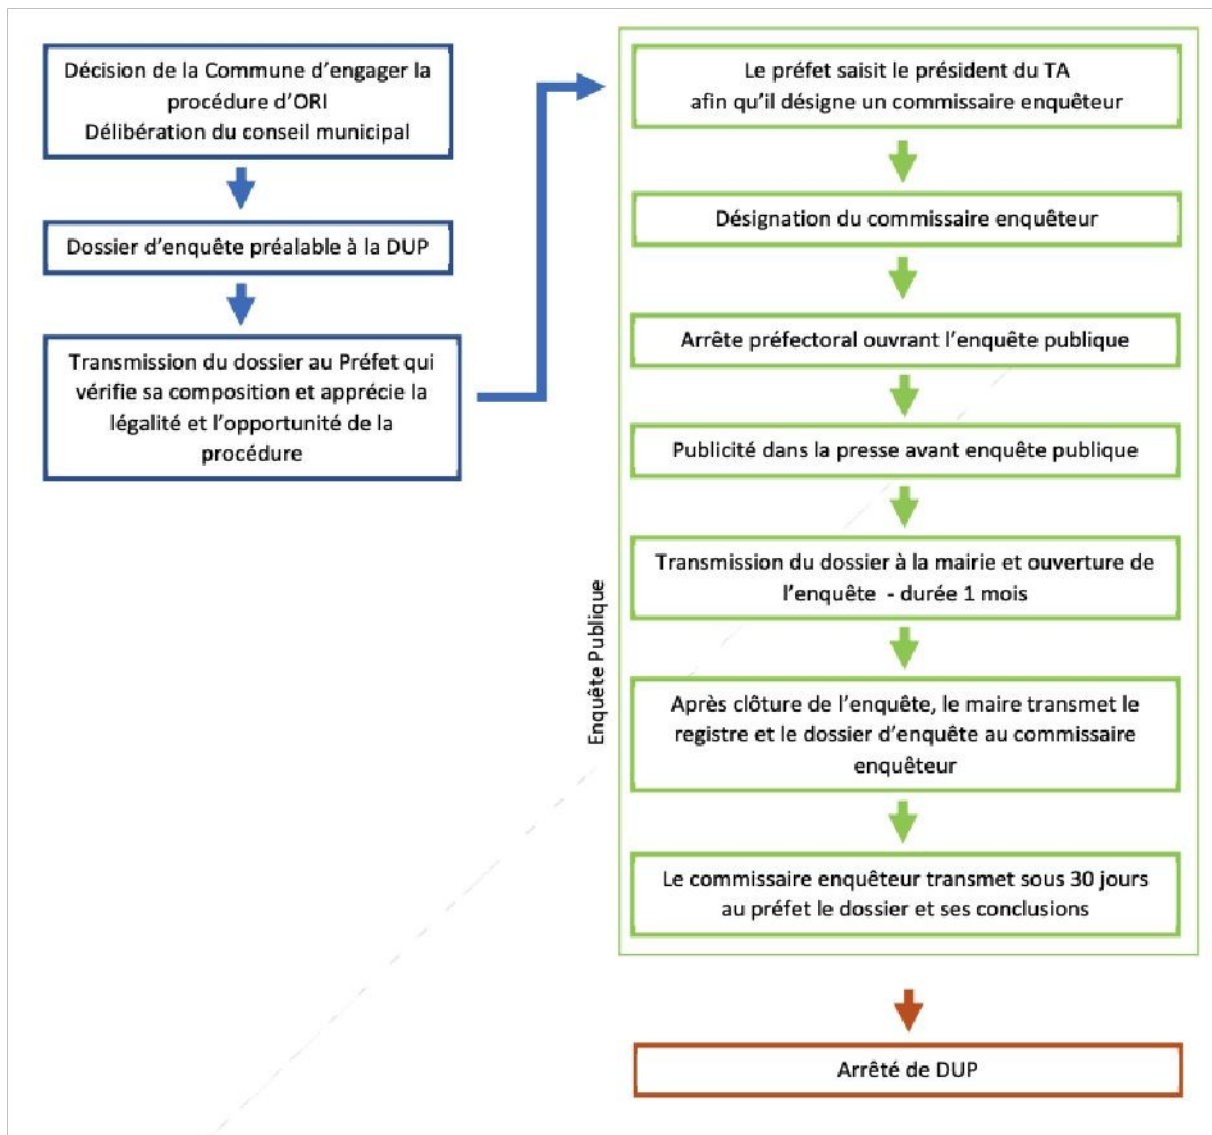 Décision de la Commune d’engager la
procédure d’ORI
Délibération du conseil municipal
Dossier d’enquête préalable à la DUP
Transmission du dossier au Préfet qui
vérifie sa composition et apprécie la
légalité et l’opportunité de la
procédure
Enquête Publique
Le préfet saisit le président du TA
afin qu’il désigne un commissaire enquêteur
Désignation du commissaire enquêteur
Arrête préfectoral ouvrant l’enquête publique
Publicité dans la presse avant enquête publique
Transmission du dossier à la mairie et ouverture de
l’enquête - durée 1 mois
Après clôture de l’enquête, le maire transmet le
registre et le dossier d’enquête au commissaire
enquêteur
Le commissaire enquêteur transmet sous 30 jours
au préfet le dossier et ses conclusions
Arrêté de DUP